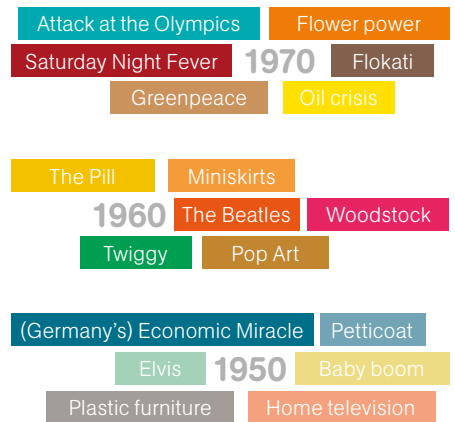 Attack at the Olympics Flower power
Saturday Night Fever 1970 Flokati
Greenpeace Oil crisis
The Pill Miniskirts
1960 The Beatles Woodstock
Twiggy Pop Art
(Germany's) Economic Miracle Petticoat
Elvis 1950 Baby boom
Plastic furniture Home television